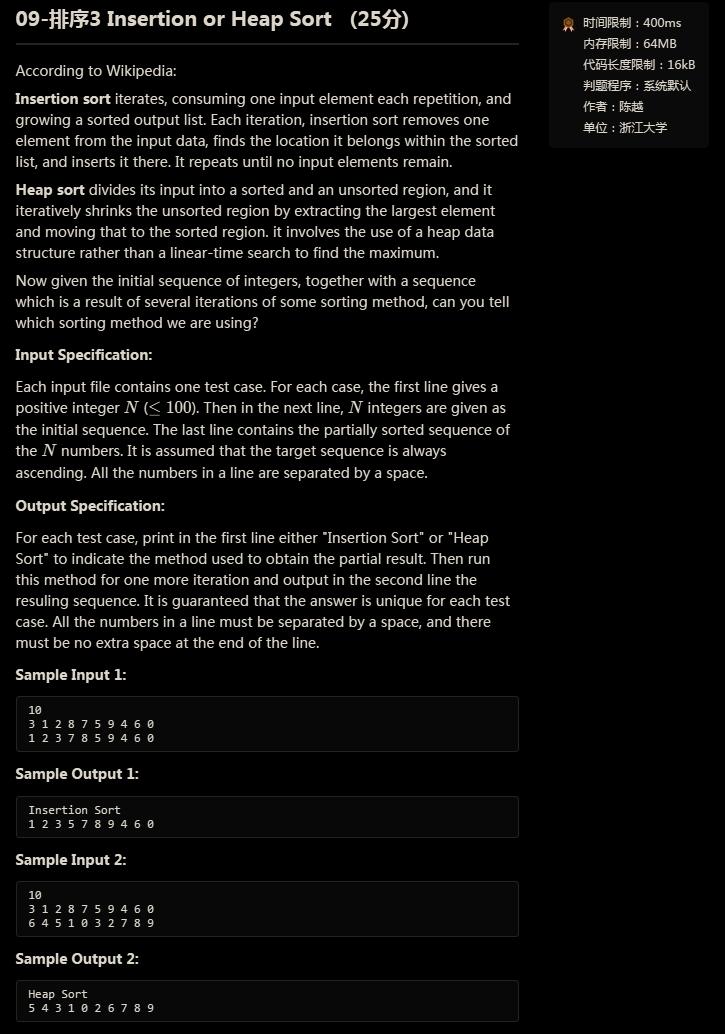 09-排序3 Insertion or Heap Sort (25分)
According to Wikipedia:
Insertion sort iterates, consuming one input element each repetition, and
growing a sorted output list. Each iteration, insertion sort removes one
element from the input data, finds the location it belongs within the sorted
list, and inserts it there. It repeats until no input elements remain.
Heap sort divides its input into a sorted and an unsorted region, and it
iteratively shrinks the unsorted region by extracting the largest element
and moving that to the sorted region. it involves the use of a heap data
structure rather than a linear-time search to find the maximum.
Now given the initial sequence of integers, together with a sequence
which is a result of several iterations of some sorting method, can you tell
which sorting method we are using?
Input Specification:
Each input file contains one test case. For each case, the first line gives a
positive integer N (≤ 100). Then in the next line, N integers are given as
the initial sequence. The last line contains the partially sorted sequence of
the N numbers. It is assumed that the target sequence is always
ascending. All the numbers in a line are separated by a space.
Output Specification:
For each test case, print in the first line either "Insertion Sort" or "Heap
Sort" to indicate the method used to obtain the partial result. Then run
this method for one more iteration and output in the second line the
resuling sequence. It is guaranteed that the answer is unique for each test
case. All the numbers in a line must be separated by a space, and there
must be no extra space at the end of the line.
Sample Input 1:
10
3 1 2 8 7 5 9 4 6 0
1 2 3 7 8 5 9 4 6 0
Sample Output 1:
Insertion Sort
1 2 3 5 7 8 9 4 6 0
Sample Input 2:
10
3 1 2 8 7 5 9 4 6 0
6 4 5 1 0 3 2 7 8 9
Sample Output 2:
Heap Sort
5 4 3 1 0 2 6 7 8 9
时间限制：400ms
内存限制：64MB
代码长度限制：16kB
判题程序：系统默认
作者：陈越
单位：浙江大学